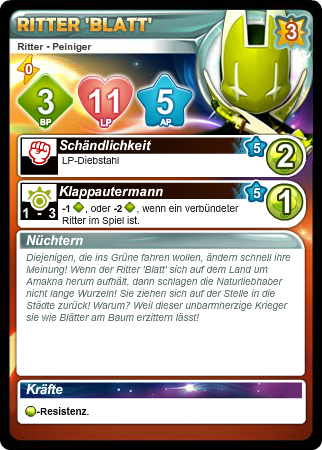 RITTER 'BLATT'
3
Ritter - Peiniger
0
3
BP
11
LP
5
AP
Schändlichkeit
5
2
LP-Diebstahl
Klappautermann
5
1
1 - 3
-1, oder -2, wenn ein verbündeter
Ritter im Spiel ist.
Nüchtern
Diejenigen, die ins Grüne fahren wollen, ändern schnell ihre
Meinung! Wenn der Ritter 'Blatt' sich auf dem Land um
Amakna herum aufhält, dann schlagen die Naturliebhaber
nicht lange Wurzeln! Sie ziehen sich auf der Stelle in die
Städte zurück! Warum? Weil dieser unbarmherzige Krieger
sie wie Blätter am Baum erzittern lässt!
Kräfte
-Resistenz.